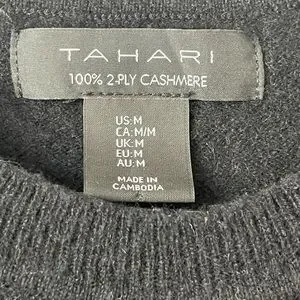 TAHARI
100% 2-PLY CASHMERE
US:M
CA:M/M
UK:M
EU:M
AU:M
MADE IN
CAMBODIA